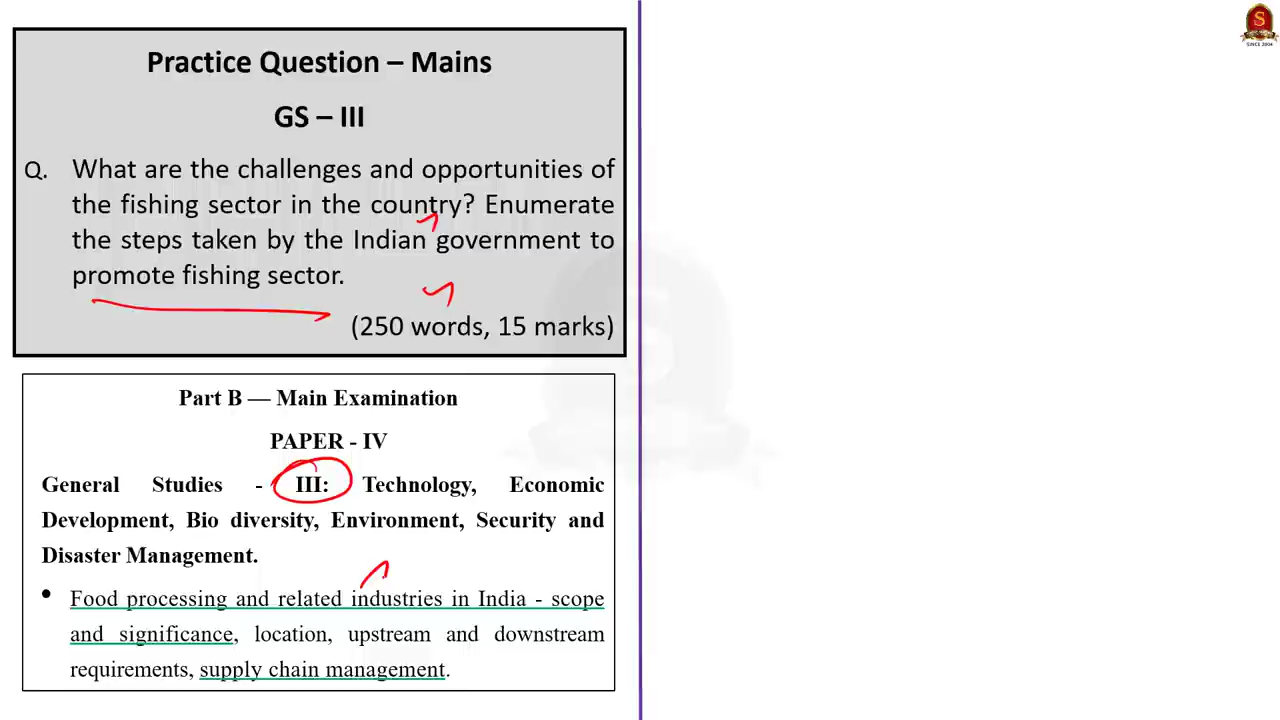 Practice Question – Mains
GS – III
Q. What are the challenges and opportunities of
the fishing sector in the country? Enumerate
the steps taken by the Indian government to
promote fishing sector.
(250 words, 15 marks)
Part B — Main Examination
PAPER - IV
General Studies - III: Technology, Economic
Development, Bio diversity, Environment, Security and
Disaster Management.
• Food processing and related industries in India - scope
and significance, location, upstream and downstream
requirements, supply chain management.
S
SINCE 2004